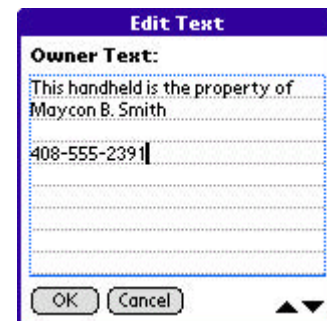 Edit Text
Owner Text:
This handheld is the property of
Maycon B. Smith
408-555-2391
OK Cancel